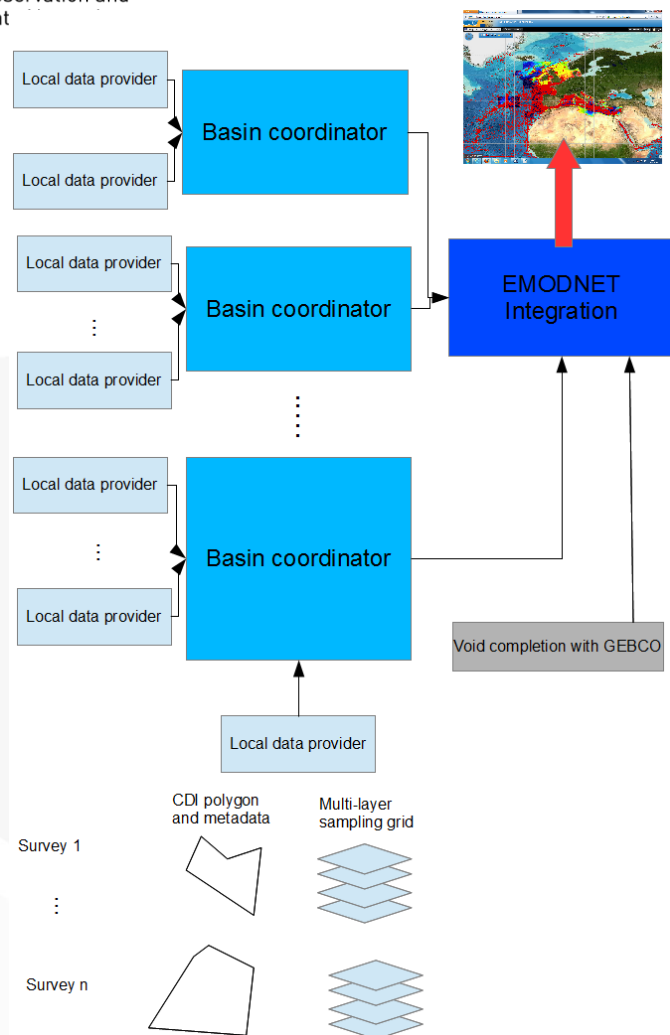 Local data provider
Basin coordinator
Local data provider
Local data provider
Basin coordinator
EMODNET
Integration
Local data provider
Local data provider
Basin coordinator
Local data provider
Void completion with GEBCO
Local data provider
CDI polygon
and metadata
Multi-layer
sampling grid
Survey 1
Survey n